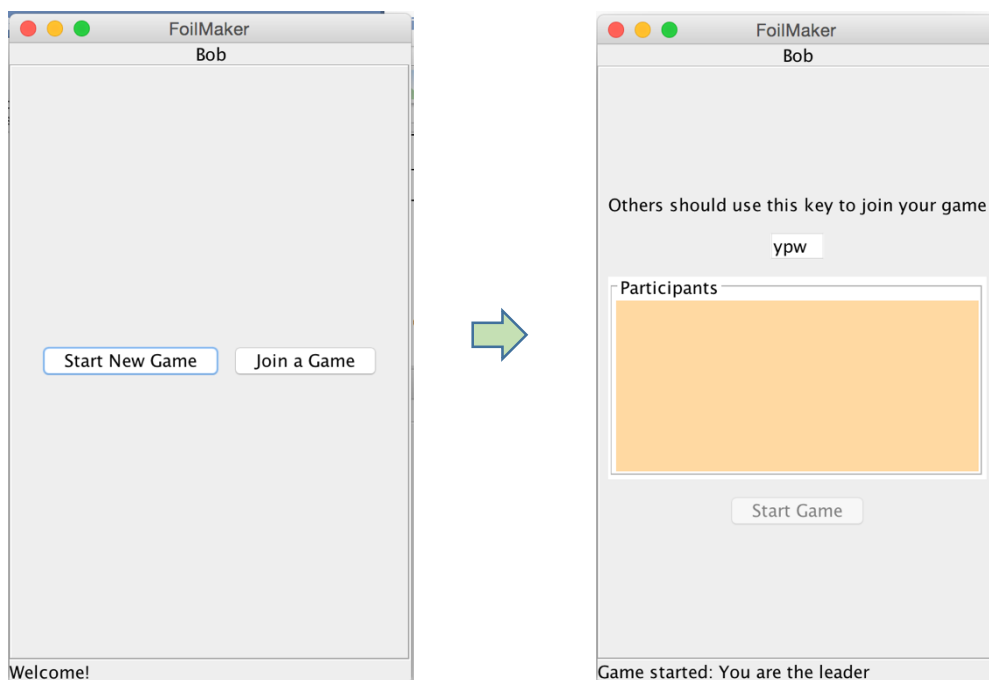 FoilMaker
Bob
Start New Game
Join a Game
Welcome!
FoilMaker
Bob
Others should use this key to join your game
ypw
Participants
Start Game
Game started: You are the leader